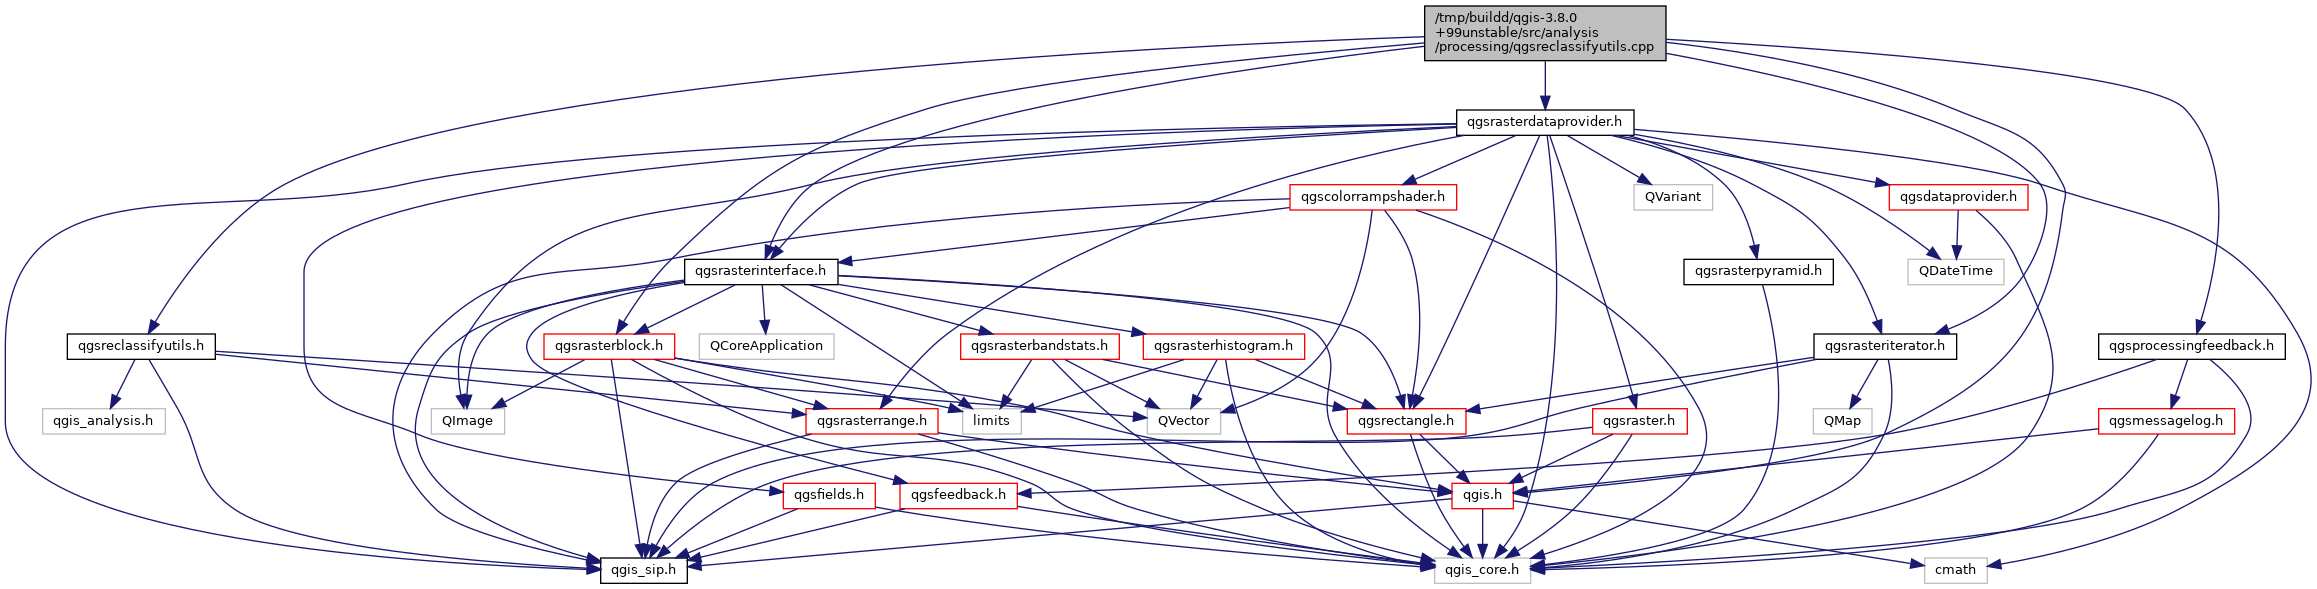 /tmp/buildd/qgis-3.8.0
+99unstable/src/analysis
/processing/qgsreclassifyutils.cpp
qgsrasterdataprovider.h
qgscolorrampshader.h
QVariant
qgsdataprovider.h
qgsrasterinterface.h
qgsrasterpyramid.h
QDateTime
qgsreclassifyutils.h
qgsrasterblock.h
QCoreApplication
qgsrasterbandstats.h
qgsrasterhistogram.h
qgsrasteriterator.h
qgsprocessingfeedback.h
qgis_analysis.h
QImage
qgsrasterrange.h
limits
QVector
qgsrectangle.h
qgsraster.h
QMap
qgsmessagelog.h
qgsfields.h
qgsfeedback.h
qgis.h
qgis_sip.h
qgis_core.h
cmath